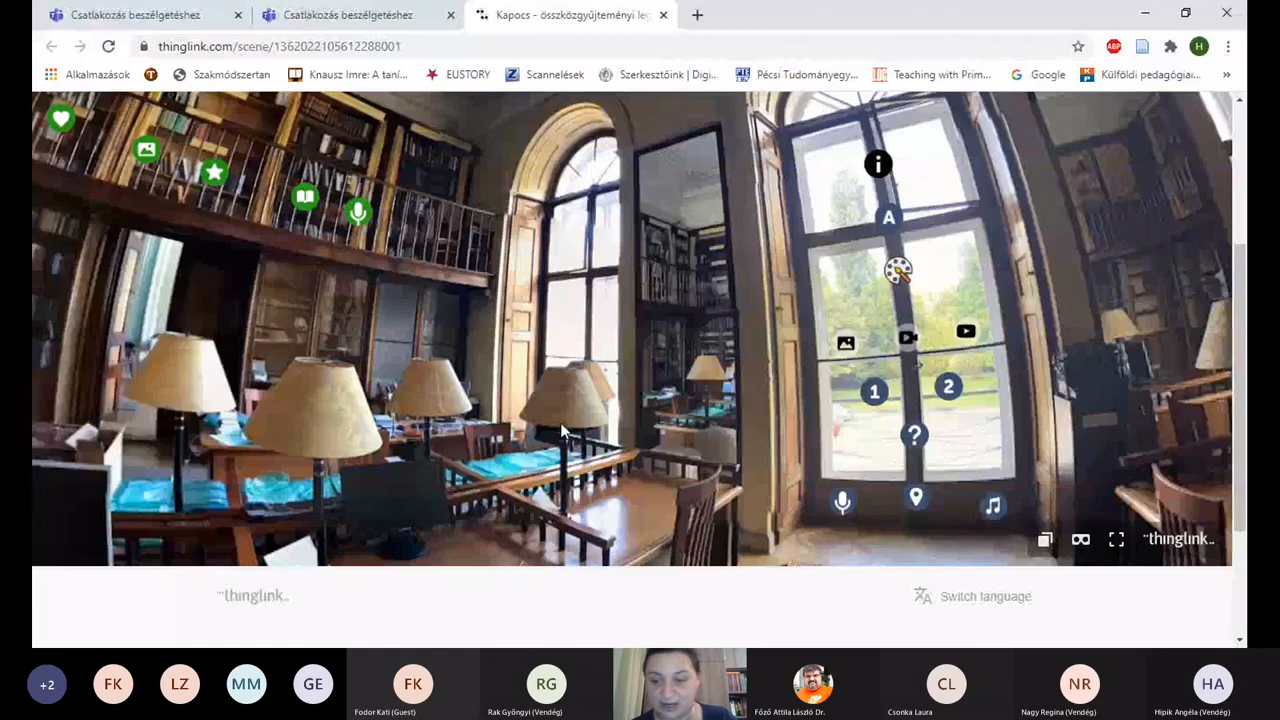 Csatlakozás beszélgetéshez
Csatlakozás beszélgetéshez
Kapocs - összközgyűjteményi leg
thinglink.com/scene/1362022105612288001
ABP
H
Alkalmazások
T
Szakmódszertan
Knausz Imre: A taní...
EUSTORY
Z Scannelések
Szerkesztőink | Digi...
PTE Pécsi Tudományegy...
Teaching with Prim...
Google
Külföldi pedagógiai...
»
i
A
1
2
?
thinglink..
thinglink..
Switch language
+2
FK
LZ
MM
GE
FK
RG
CL
NR
HA
Fodor Kati (Guest)
Rak Gyöngyi (Vendég)
Főző Attila László Dr.
Csonka Laura
Nagy Regina (Vendég)
Hipik Angéla (Vendég)